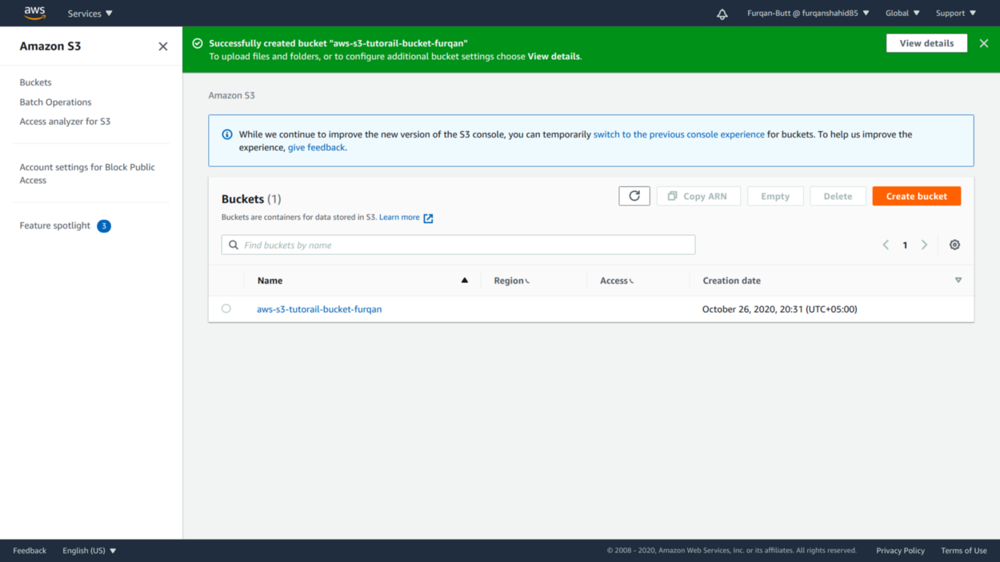 aws
Services
Furqan-Butt @ furqanshahid85
Global
Support
Amazon S3
Buckets
Batch Operations
Access analyzer for S3
Account settings for Block Public
Access
Feature spotlight 3
Successfully created bucket "aws-s3-tutorail-bucket-furqan"
To upload files and folders, or to configure additional bucket settings choose View details.
View details
Amazon S3
While we continue to improve the new version of the S3 console, you can temporarily switch to the previous console experience for buckets. To help us improve the
experience, give feedback.
Buckets (1)
Buckets are containers for data stored in S3. Learn more
Copy ARN
Empty
Delete
Create bucket
Find buckets by name
1
Name
Region
Access
Creation date
aws-s3-tutorail-bucket-furqan
October 26, 2020, 20:31 (UTC+05:00)
Feedback
English (US)
© 2008 - 2020, Amazon Web Services, Inc. or its affiliates. All rights reserved.
Privacy Policy
Terms of Use